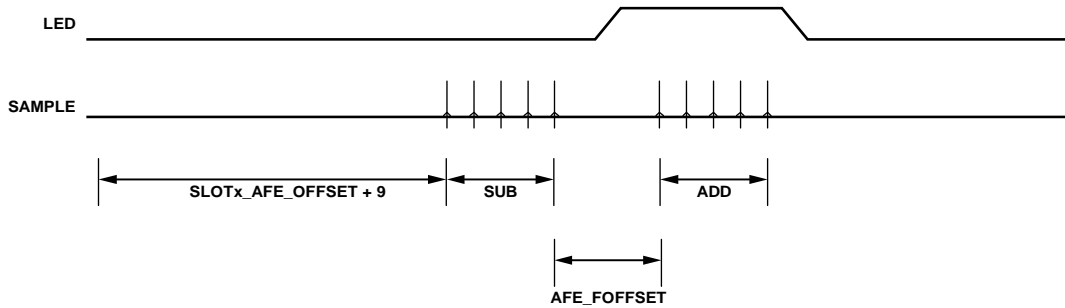 LED
SAMPLE
SLOTx_AFE_OFFSET + 9
SUB
ADD
AFE_FOFFSET